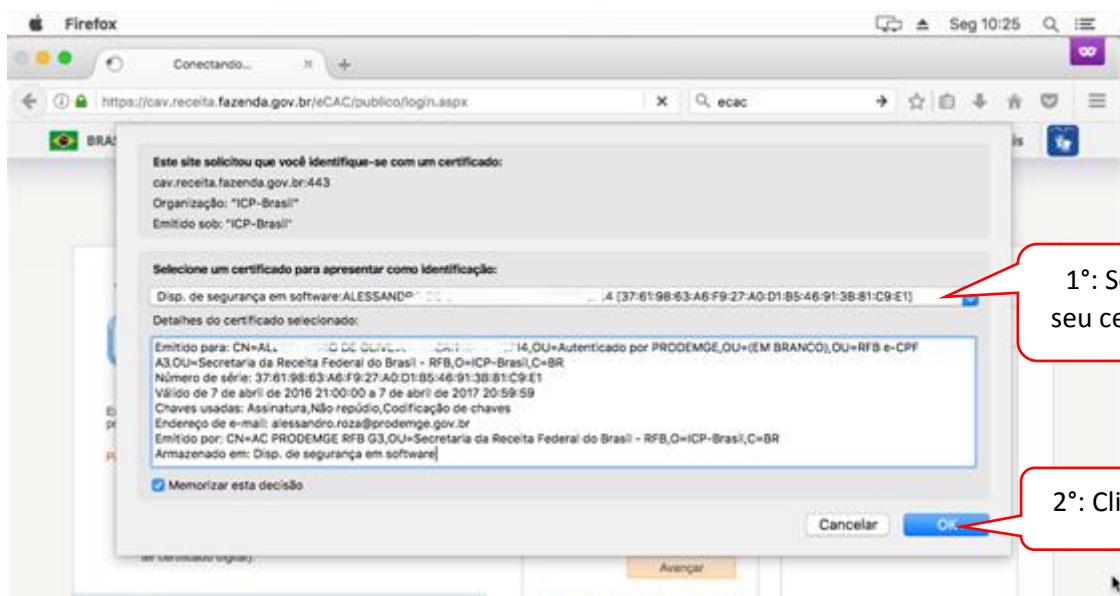 Firefox
Seg 10:25
Conectando...
https://cav.receita.fazenda.gov.br/eCAC/publico/login.aspx
ecac
BRAS
is
Este site solicitou que você identifique-se com um certificado:
cav.receita.fazenda.gov.br:443
Organização: "ICP-Brasil"
Emitido sob: "ICP-Brasil"
Selecione um certificado para apresentar como identificação:
Disp. de segurança em software:ALESSAND 4 (37:61:98:63:A6:F9:27:A0:D1:B5:46:91:38:81:C9:E1)
Detalhes do certificado selecionado:
Emitido para: CN=AL 14,OU=Autenticado por PRODEMGE,OU=(EM BRANCO),OU=RFB e-CPF
A3,OU=Secretaria da Receita Federal do Brasil - RFB,O=ICP-Brasil,C=BR
Número de série: 37:61:98:63:A6:F9:27:A0:D1:B5:46:91:38:81:C9:E1
Válido de 7 de abril de 2016 21:00:00 a 7 de abril de 2017 20:59:59
Chaves usadas: Assinatura,Não repúdio,Codificação de chaves
Endereço de e-mail: alessandro.roza@prodemge.gov.br
Emitido por: CN=AC PRODEMGE RFB G3,OU=Secretaria da Receita Federal do Brasil - RFB,O=ICP-Brasil,C=BR
Armazenado em: Disp. de segurança em software
Memorizar esta decisão
Cancelar
OK
Avançar
1°: S
seu ce
2°: Cli